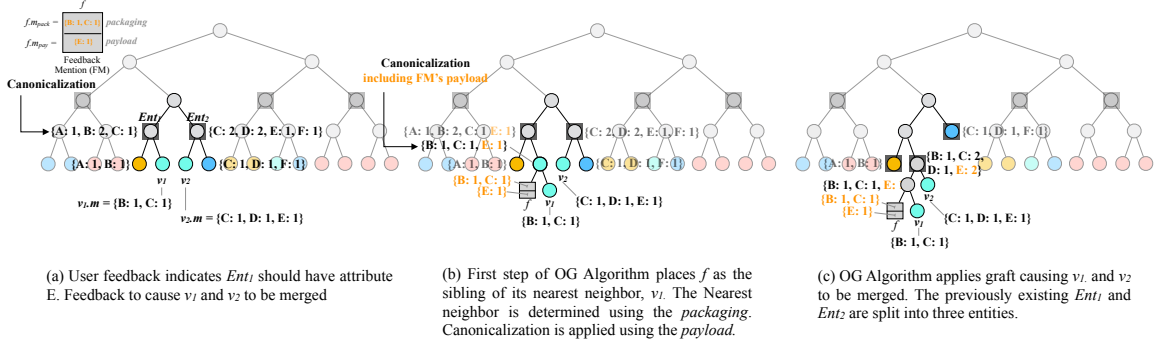 f
f.mpack = {B: 1, C: 1} packaging
f.mpay = {E: 1} payload
Feedback
Mention (FM)
Canonicalization
Ent1 Ent2
{A: 1, B: 2, C: 1} {C: 2, D: 2, E: 1, F: 1}
{A: 1, B: 1} {C: 1, D: 1, F: 1}
v1 v2
v1.m = {B: 1, C: 1}
v2.m = {C: 1, D: 1, E: 1}
(a) User feedback indicates Ent1 should have attribute
E. Feedback to cause v1 and v2 to be merged
Canonicalization
including FM's payload
{A: 1, B: 2, C: 1 E: 1} {C: 2, D: 2, E: 1, F: 1}
{B: 1, C: 1, E: 1}
{A: 1, B: 1} {C: 1, D: 1, F: 1}
{B: 1, C: 1}
{E: 1}
v2
f v1
{C: 1, D: 1, E: 1}
{B: 1, C: 1}
(b) First step of OG Algorithm places f as the
sibling of its nearest neighbor, v1. The Nearest
neighbor is determined using the packaging.
Canonicalization is applied using the payload.
{C: 1, D: 1, F: 1}
{A: 1, B: 1} {B: 1, C: 2,
D: 1, E: 2}
{B: 1, C: 1, E:
{B: 1, C: 1}
{E: 1}
v2
f v1
{C: 1, D: 1, E: 1}
{B: 1, C: 1}
(c) OG Algorithm applies graft causing v1. and v2
to be merged. The previously existing Ent1 and
Ent2 are split into three entities.